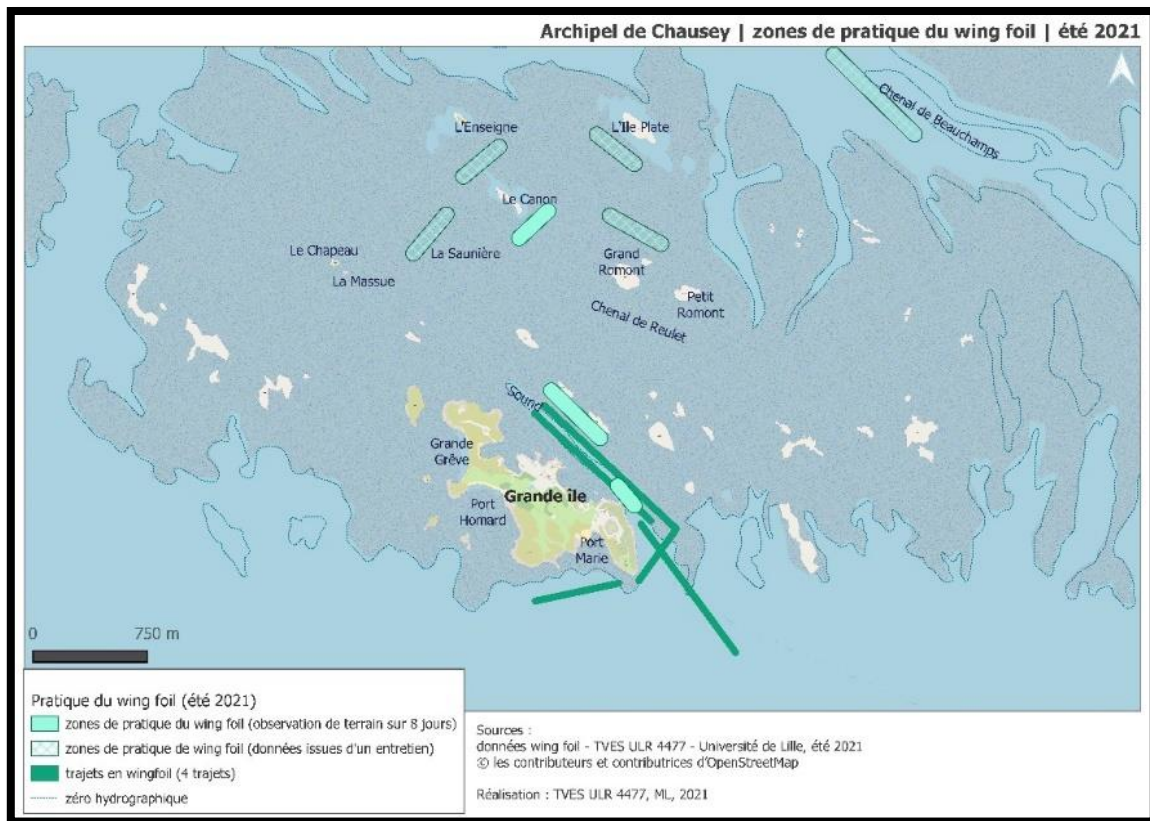 Archipel de Chausey | zones de pratique du wing foil | été 2021
Chenal de Beauchamps
L'Enseigne
L'Ile Plate
Le Canon
Le Chapeau
La Saunière
La Massue
Grand
Romont
Petit
Romont
Chenal de Reulet
Sound
Grande
Grêve
Grande île
Port
Homard
Port
Marie
0 750 m
Pratique du wing foil (été 2021)
zones de pratique du wing foil (observation de terrain sur 8 jours)
zones de pratique de wing foil (données issues d'un entretien)
trajets en wingfoil (4 trajets)
zéro hydrographique
Sources :
données wing foil - TVES ULR 4477 - Université de Lille, été 2021
© les contributeurs et contributrices d'OpenStreetMap
Réalisation : TVES ULR 4477, ML, 2021